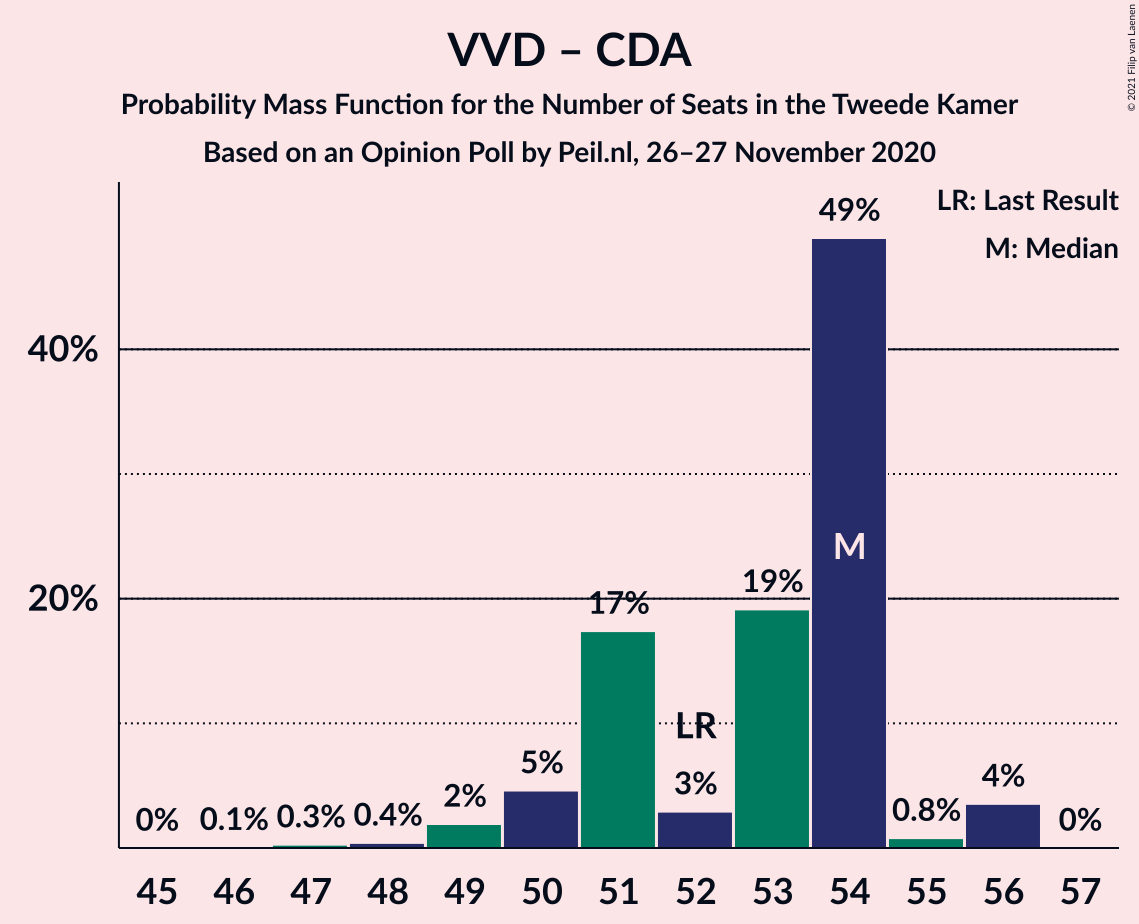 VVD – CDA
Probability Mass Function for the Number of Seats in the Tweede Kamer
Based on an Opinion Poll by Peil.nl, 26–27 November 2020
© 2021 Filip van Laenen
LR: Last Result
M: Median
49%
40%
M
19%
20%
17%
LR
5%
3%
4%
2%
0%
0.1%
0.3%
0.4%
0.8%
0%
45 46 47 48 49 50 51 52 53 54 55 56 57